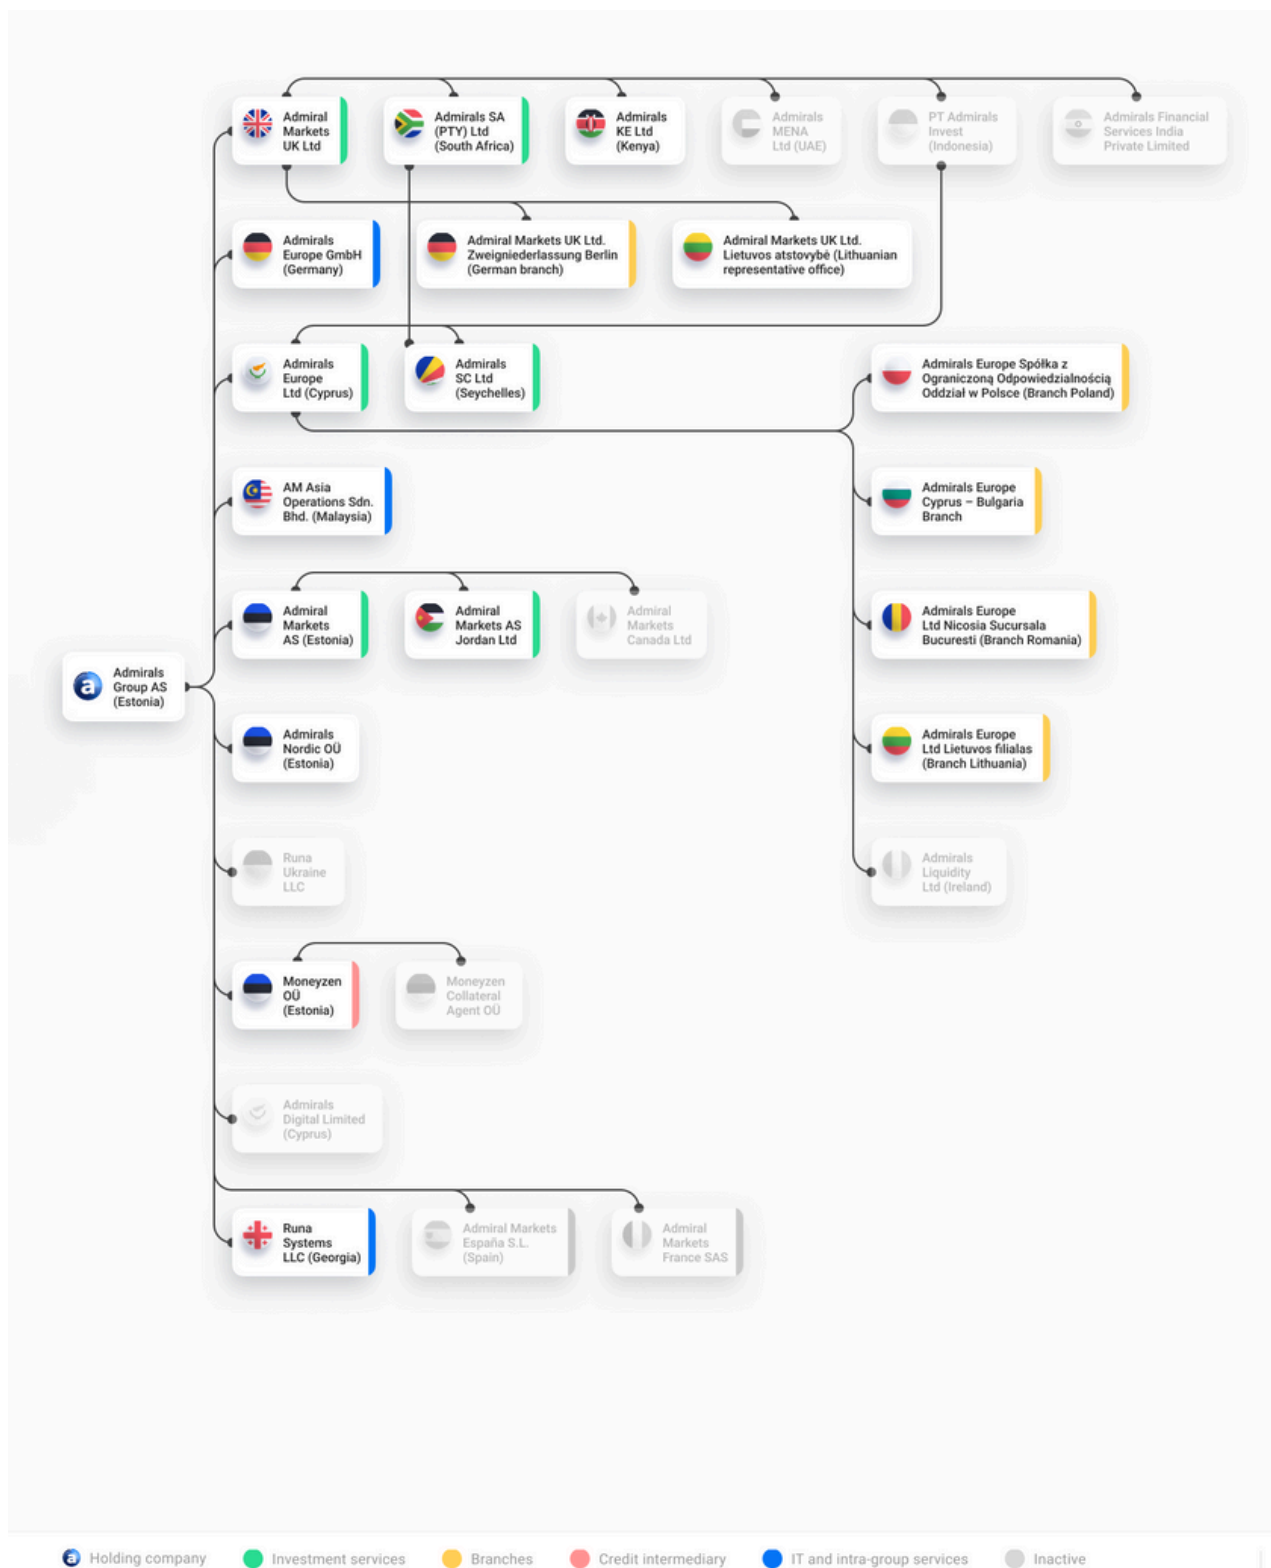 Admiral
Markets
UK Ltd
Admirals SA
(PTY) Ltd
(South Africa)
Admirals
KE Ltd
(Kenya)
Admirals
MENA
Ltd (UAE)
PT Admirals
Invest
(Indonesia)
Admirals Financial
Services India
Private Limited
Admirals
Europe GmbH
(Germany)
Admiral Markets UK Ltd.
Zweigniederlassung Berlin
(German branch)
Admiral Markets UK Ltd.
Lietuvos atstovybė (Lithuanian
representative office)
Admirals
Europe
Ltd (Cyprus)
Admirals
SC Ltd
(Seychelles)
Admirals Europe Spółka z
Ograniczoną Odpowiedzialnością
Oddział w Polsce (Branch Poland)
AM Asia
Operations Sdn.
Bhd. (Malaysia)
Admirals Europe
Cyprus – Bulgaria
Branch
Admiral
Markets
AS (Estonia)
Admiral
Markets AS
Jordan Ltd
Admiral
Markets
Canada Ltd
Admirals Europe
Ltd Nicosia Sucursala
Bucuresti (Branch Romania)
a
Admirals
Group AS
(Estonia)
Admirals
Nordic OÜ
(Estonia)
Admirals Europe
Ltd Lietuvos filialas
(Branch Lithuania)
Runa
Ukraine
LLC
Admirals
Liquidity
Ltd (Ireland)
Moneyzen
OÜ
(Estonia)
Moneyzen
Collateral
Agent OÜ
Admirals
Digital Limited
(Cyprus)
Runa
Systems
LLC (Georgia)
Admiral Markets
España S.L.
(Spain)
Admiral
Markets
France SAS
a Holding company
Investment services
Branches
Credit intermediary
IT and intra-group services
Inactive